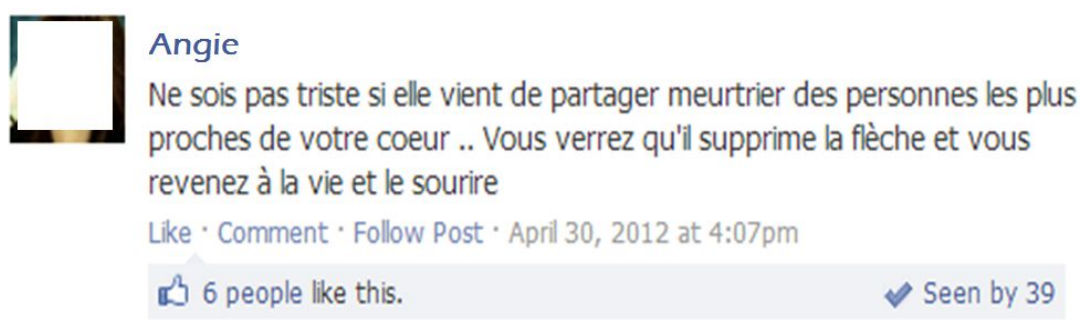 Angie
Ne sois pas triste si elle vient de partager meurtrier des personnes les plus
proches de votre coeur .. Vous verrez qu'il supprime la flèche et vous
revenez à la vie et le sourire
Like · Comment · Follow Post · April 30, 2012 at 4:07pm
6 people like this. Seen by 39